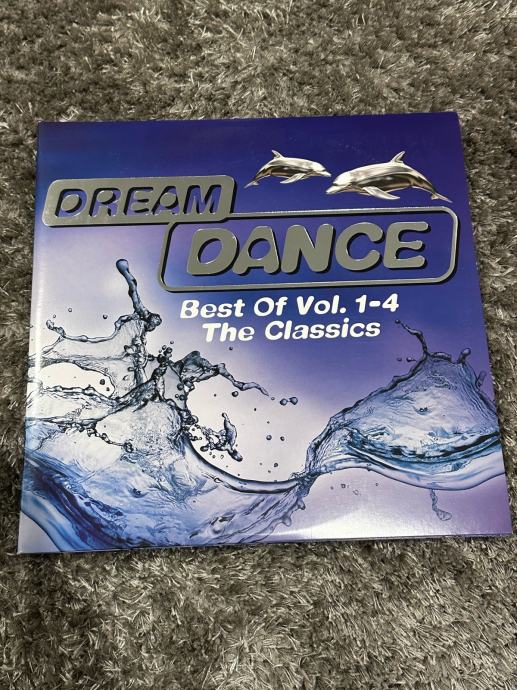 DREAM
DANCE
Best Of Vol. 1-4
The Classics